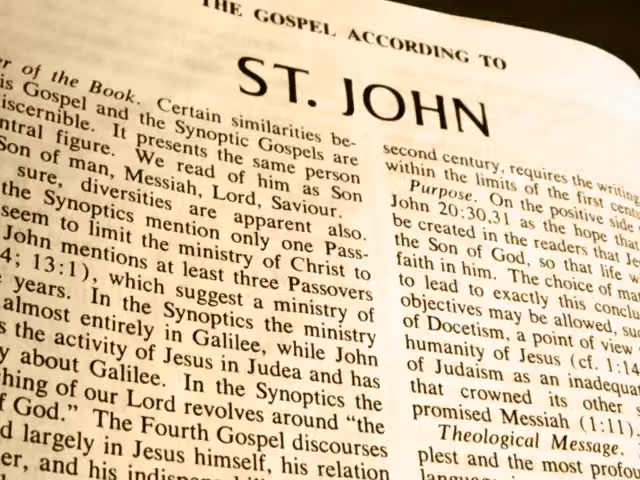 THE GOSPEL ACCORDING TO
ST. JOHN
of the Book. Certain similarities be-
is Gospel and the Synoptic Gospels are
iscernible. It presents the same person
ntral figure. We read of him as Son
Son of man, Messiah, Lord, Saviour.
sure, diversities are apparent also.
the Synoptics mention only one Pass-
seem to limit the ministry of Christ to
John mentions at least three Passovers
4; 13:1), which suggest a ministry of
years. In the Synoptics the ministry
almost entirely in Galilee, while John
s the activity of Jesus in Judea and has
y about Galilee. In the Synoptics the
hing of our Lord revolves around "the
f God." The Fourth Gospel discourses
d largely in Jesus himself, his relation
er, and his
second century, requires the writing
within the limits of the first
Purpose. On the positive side
John 20:30,31 as the hope that
be created in the readers that
the Son of God, so that life
faith in him. The choice of
to lead to exactly this
objectives may be allowed,
of Docetism, a point of view
humanity of Jesus (cf. 1:14
of Judaism as an
that crowned its other
promised Messiah (1:11).
Theological Message.
plest and the most